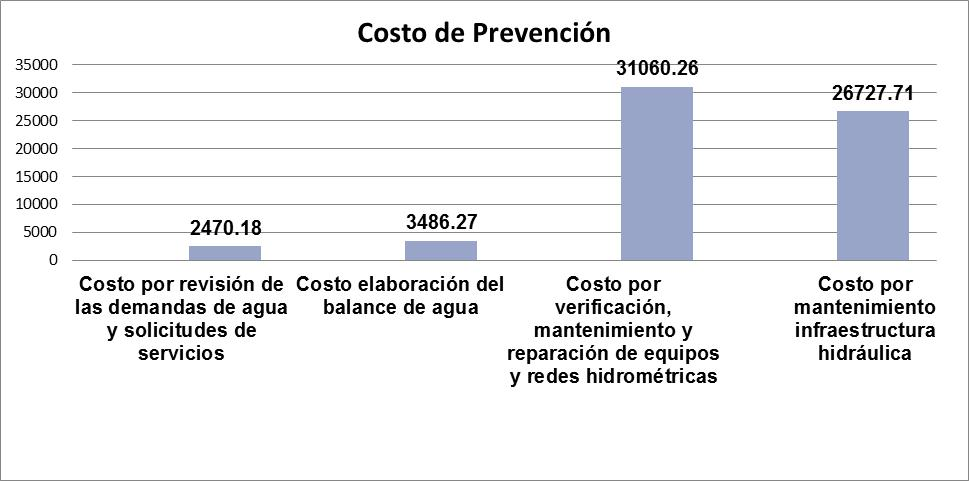 Costo de Prevención
35000
30000
25000
20000
15000
10000
5000
0
2470.18
3486.27
31060.26
26727.71
Costo por revisión de
las demandas de agua
y solicitudes de
servicios
Costo elaboración del
balance de agua
Costo por
verificación,
mantenimiento y
reparación de equipos
y redes hidrométricas
Costo por
mantenimiento
infraestructura
hidráulica